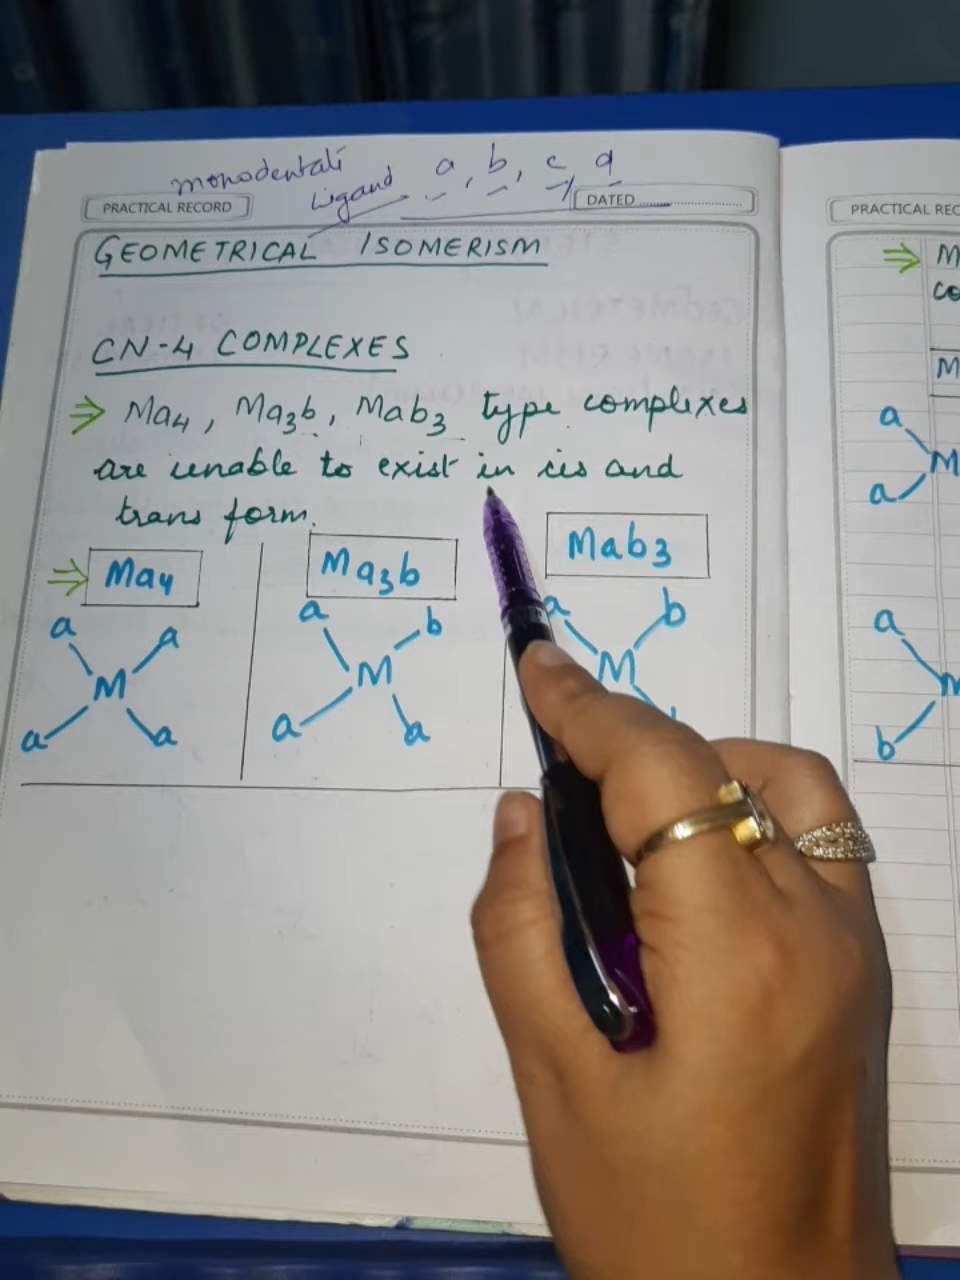 monodentate
Ligand a, b, c, d
PRACTICAL RECORD
DATED
GEOMETRICAL ISOMERISM
CN-4 COMPLEXES
⇒ Ma4, Ma3b, Mab3 type complexes
are unable to exist in cis and
trans form.
⇒ Ma4 Ma3b Mab3
a a a b a b
M M M
a a a a
PRACTICAL REC
⇒ M
co
M
a
M
a
a
M
b